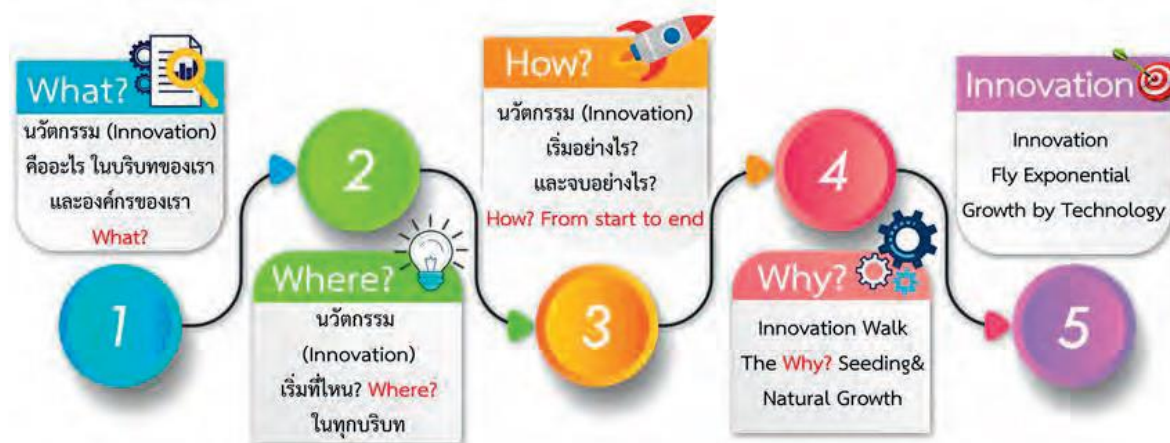 What?
นวัตกรรม (Innovation)
คืออะไร ในบริบทของเรา
และองค์กรของเรา
What?
1
2
Where?
นวัตกรรม
(Innovation)
เริ่มที่ไหน? Where?
ในทุกบริบท
How?
นวัตกรรม (Innovation)
เริ่มอย่างไร?
และจบอย่างไร?
How? From start to end
3
4
Why?
Innovation Walk
The Why? Seeding&
Natural Growth
Innovation
Innovation
Fly Exponential
Growth by Technology
5